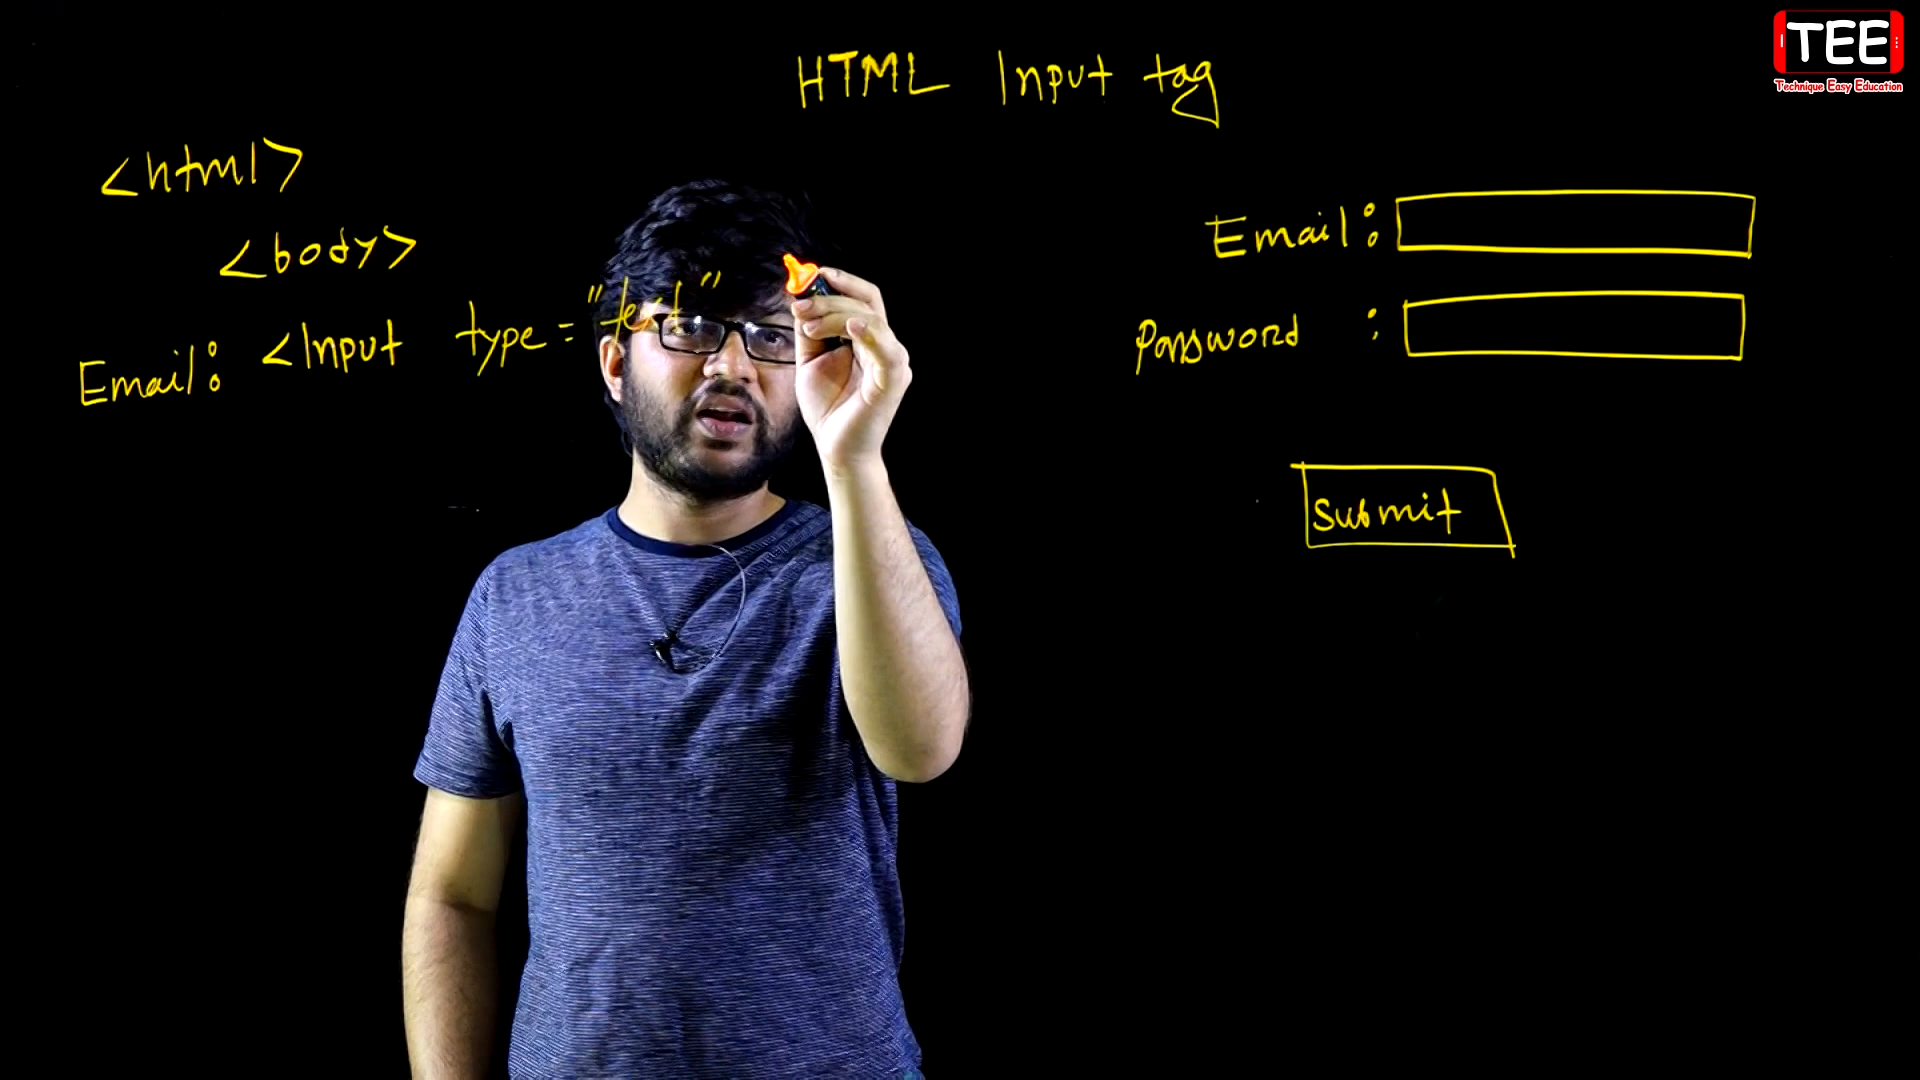 TEE
Technique Easy Education
HTML Input tag
<html>
<body>
Email: <Input type = "text"
Email:
Password :
Submit